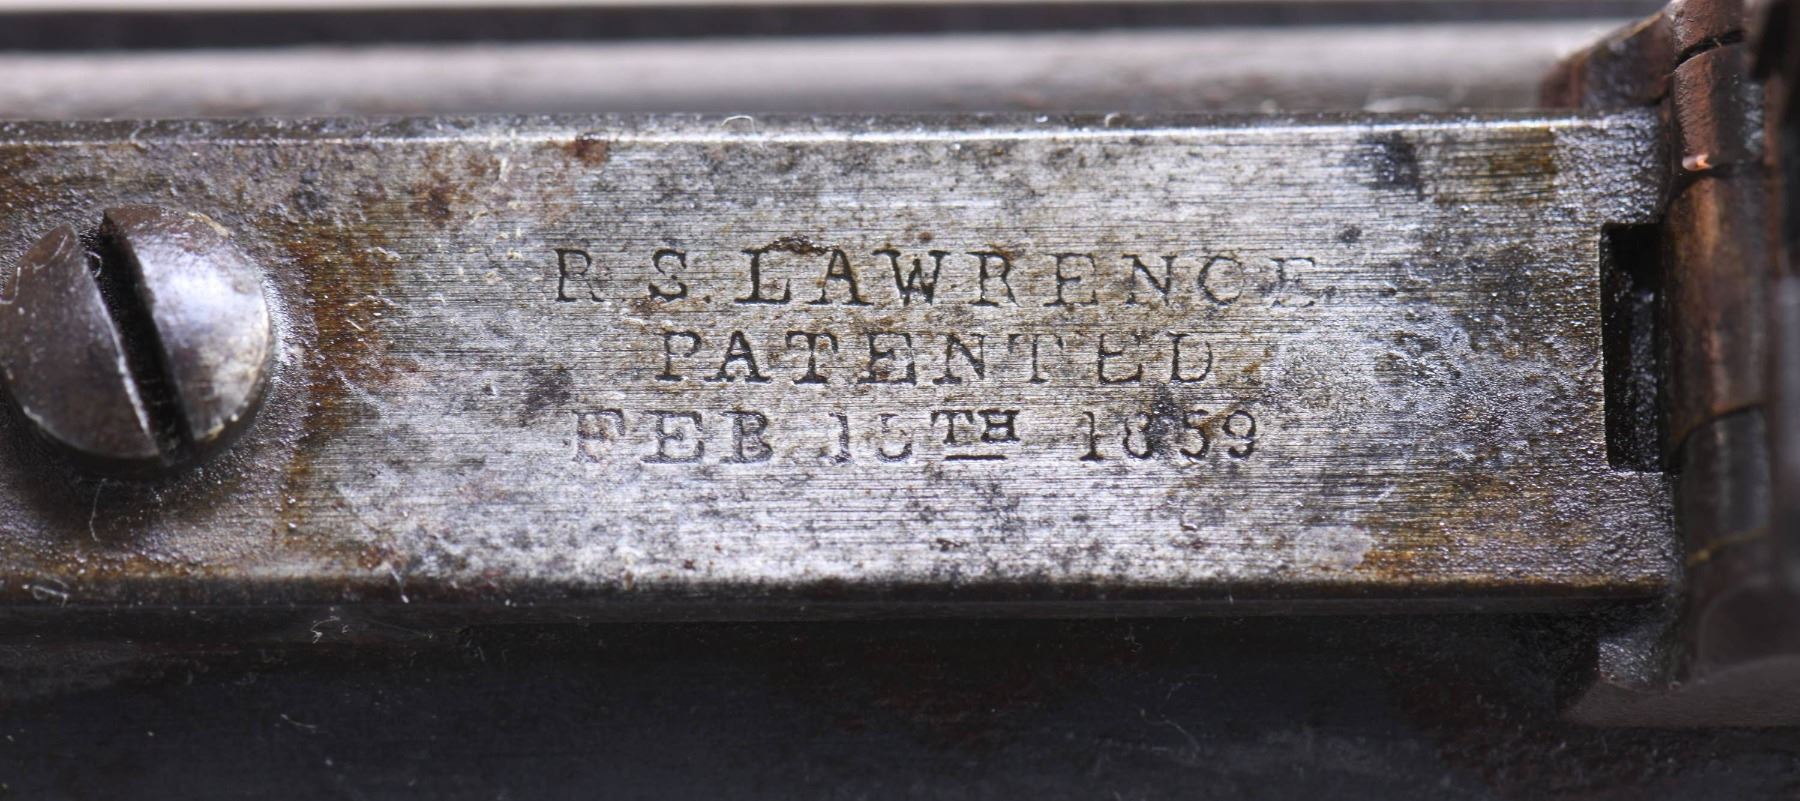 R.S. LAWRENCE
PATENTED
FEB. 15TH 1859